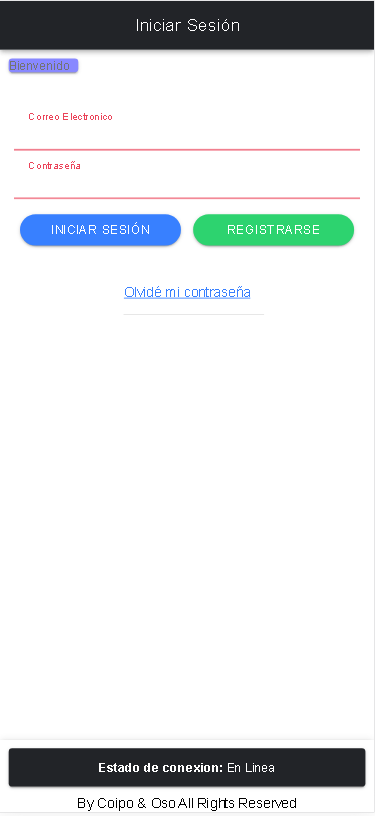 Iniciar Sesión
Bienvenido
Correo Electronico
Contraseña
INICIAR SESIÓN REGISTRARSE
Olvidé mi contraseña
Estado de conexion: En Linea
By Coipo & Oso All Rights Reserved